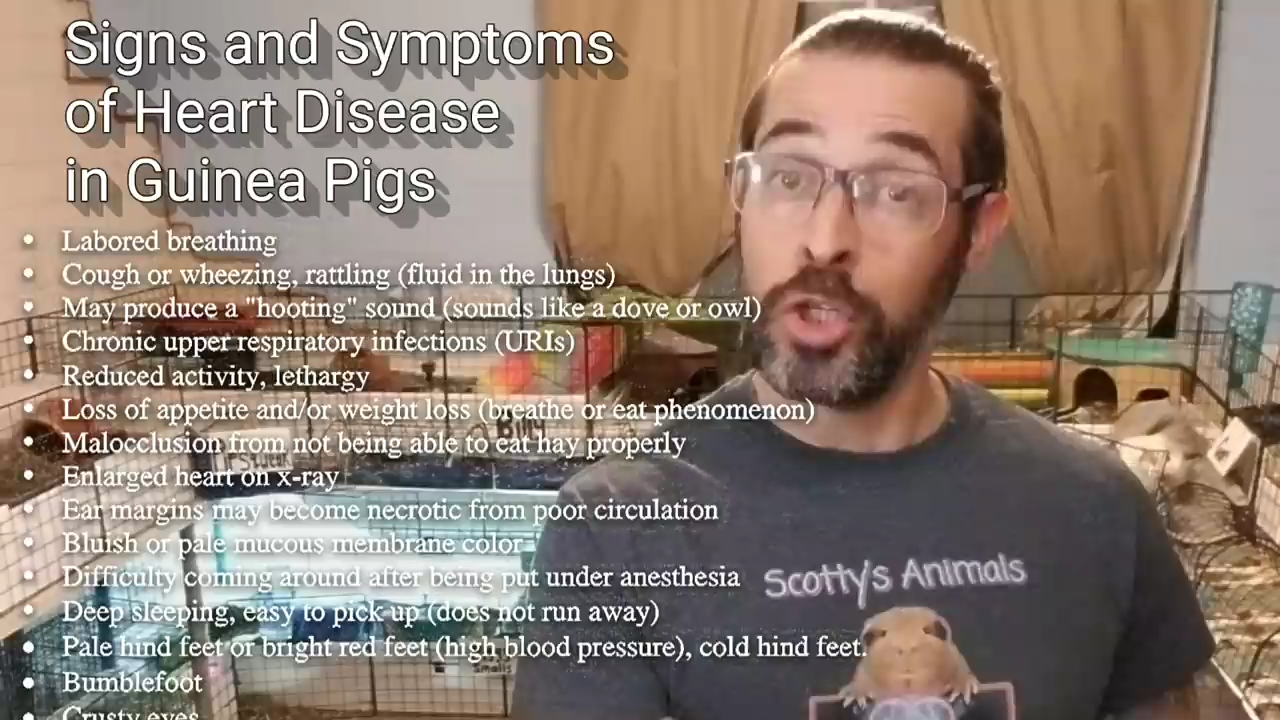 Signs and Symptoms
of Heart Disease
in Guinea Pigs
• Labored breathing
• Cough or wheezing, rattling (fluid in the lungs)
• May produce a "hooting" sound (sounds like a dove or owl)
• Chronic upper respiratory infections (URIs)
• Reduced activity, lethargy
• Loss of appetite and/or weight loss (breathe or eat phenomenon)
Billy
• Malocclusion from not being able to eat hay properly
• Enlarged heart on x-ray
• Ear margins may become necrotic from poor circulation
• Bluish or pale mucous membrane color
• Difficulty coming around after being put under anesthesia
Scotty's Animals
• Deep sleeping, easy to pick up (does not run away)
• Pale hind feet or bright red feet (high blood pressure), cold hind feet.
• Bumblefoot
• Crusty eyes